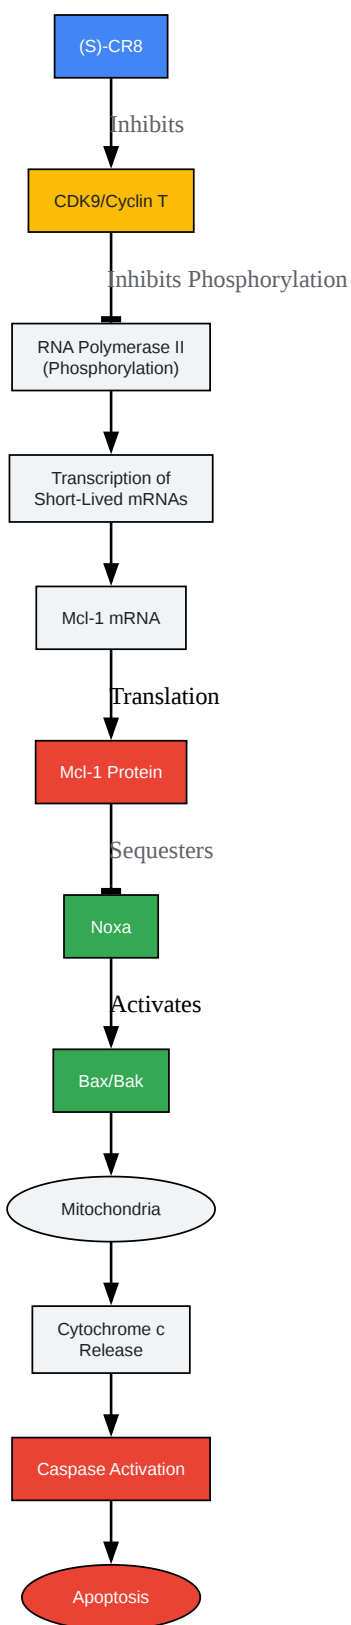 (S)-CR8
Inhibits
CDK9/Cyclin T
Inhibits Phosphorylation
RNA Polymerase II
(Phosphorylation)
Transcription of
Short-Lived mRNAs
Mcl-1 mRNA
Translation
Mcl-1 Protein
Sequesters
Noxa
Activates
Bax/Bak
Mitochondria
Cytochrome c
Release
Caspase Activation
Apoptosis